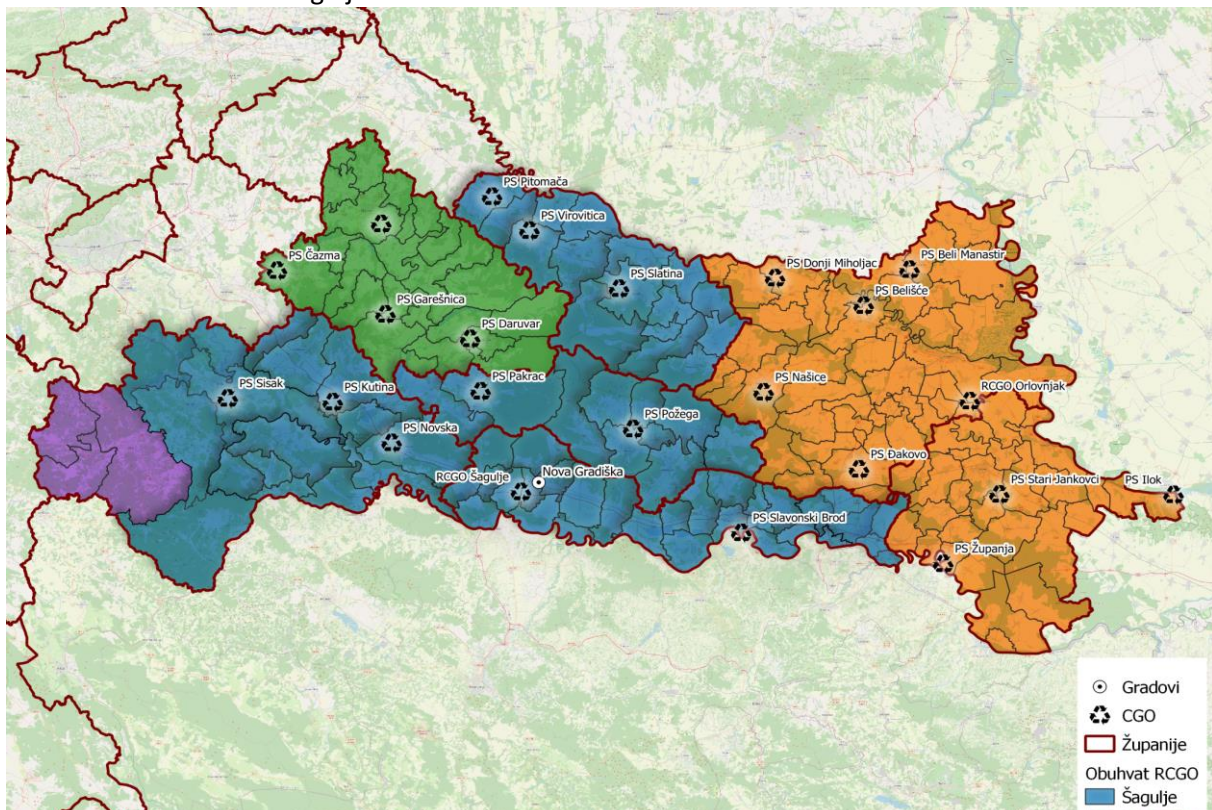 PS Pitomača
PS Virovitica
PS Čazma
PS Slatina
PS Donji Miholjac
PS Beli Manastir
PS Belišće
PS Garešnica
PS Daruvar
PS Pakrac
PS Našice
RCGO Orlovnjak
PS Sisak
PS Kutina
PS Požega
PS Novska
RCGO Šagulje
Nova Gradiška
PS Đakovo
PS Stari Jankovci
PS Ilok
PS Slavonski Brod
PS Županja
Gradovi
CGO
Županije
Obuhvat RCGO
Šagulje